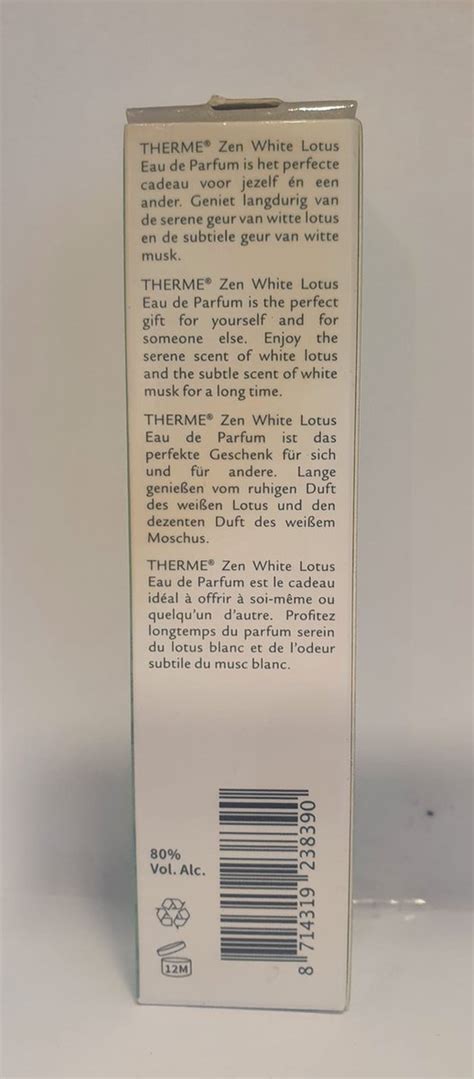 THERME® Zen White Lotus
Eau de Parfum is het perfecte
cadeau voor jezelf én een
ander. Geniet langdurig van
de serene geur van witte lotus
en de subtiele geur van witte
musk.
THERME® Zen White Lotus
Eau de Parfum is the perfect
gift for yourself and for
someone else. Enjoy the
serene scent of white lotus
and the subtle scent of white
musk for a long time.
THERME® Zen White Lotus
Eau de Parfum ist das
perfekte Geschenk für sich
und für andere. Lange
genießen vom ruhigen Duft
des weißen Lotus und den
dezenten Duft des weißem
Moschus.
THERME® Zen White Lotus
Eau de Parfum est le cadeau
idéal à offrir à soi-même ou
quelqu'un d'autre. Profitez
longtemps du parfum serein
du lotus blanc et de l'odeur
subtile du musc blanc.
80%
Vol. Alc.
12M
8 714319 238390